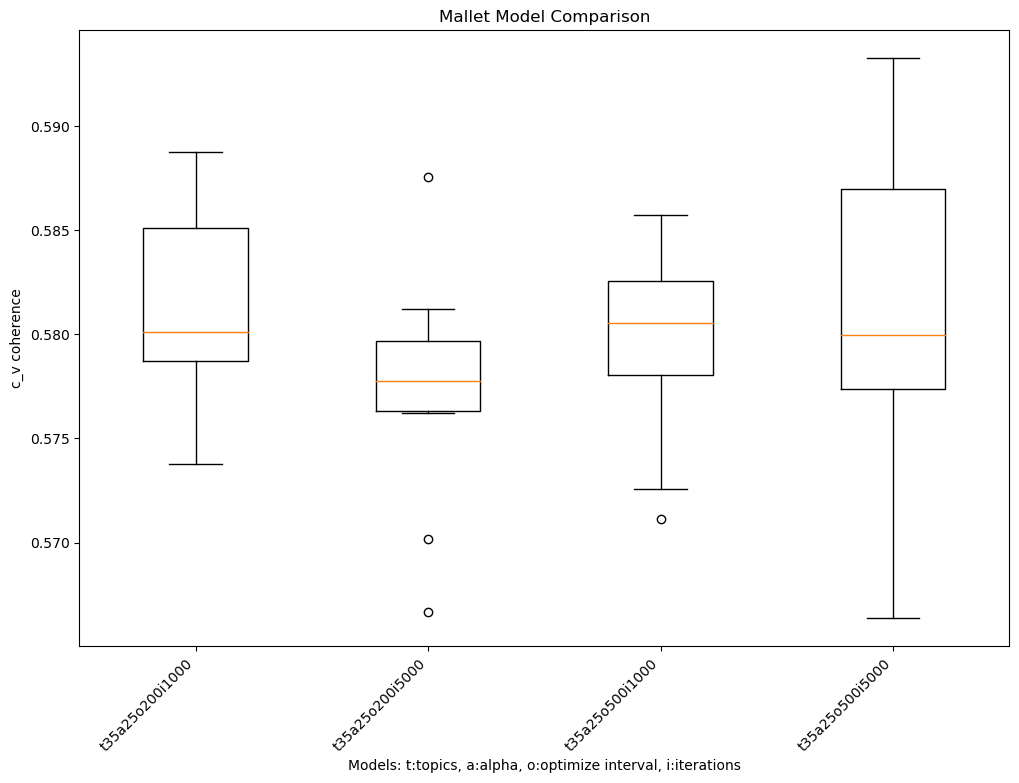 Mallet Model Comparison
c_v coherence
0.590
0.585
0.580
0.575
0.570
t35a25o200i1000
t35a25o200i5000
t35a25o500i1000
t35a25o500i5000
Models: t:topics, a:alpha, o:optimize interval, i:iterations